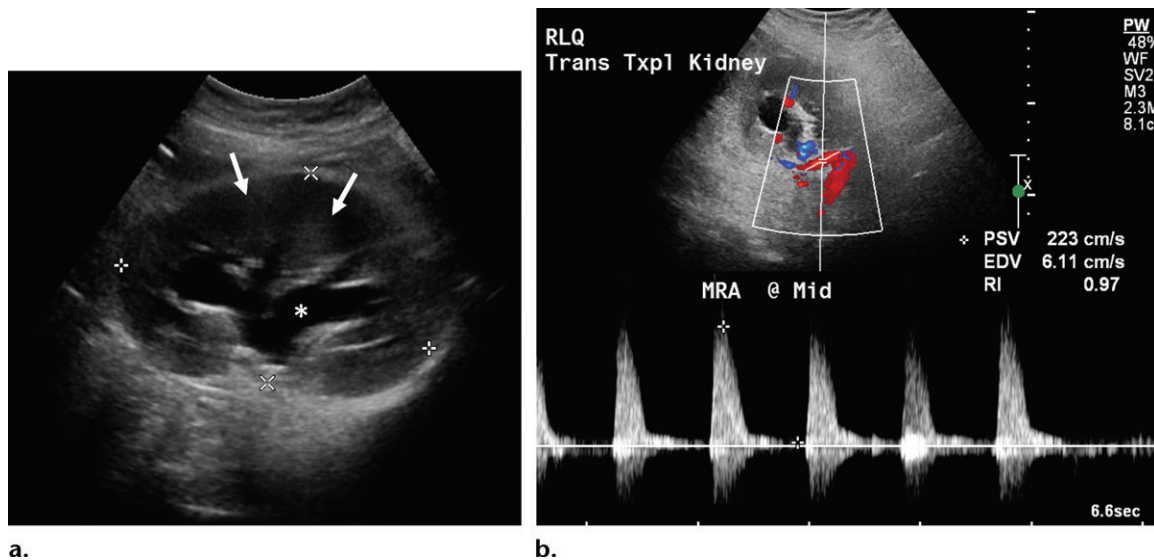 *
RLQ
Trans Txpl Kidney
PW
48%
WF
SV2
M3
2.3M
8.1c
X
PSV 223 cm/s
EDV 6.11 cm/s
RI 0.97
MRA @ Mid
6.6sec
a.
b.